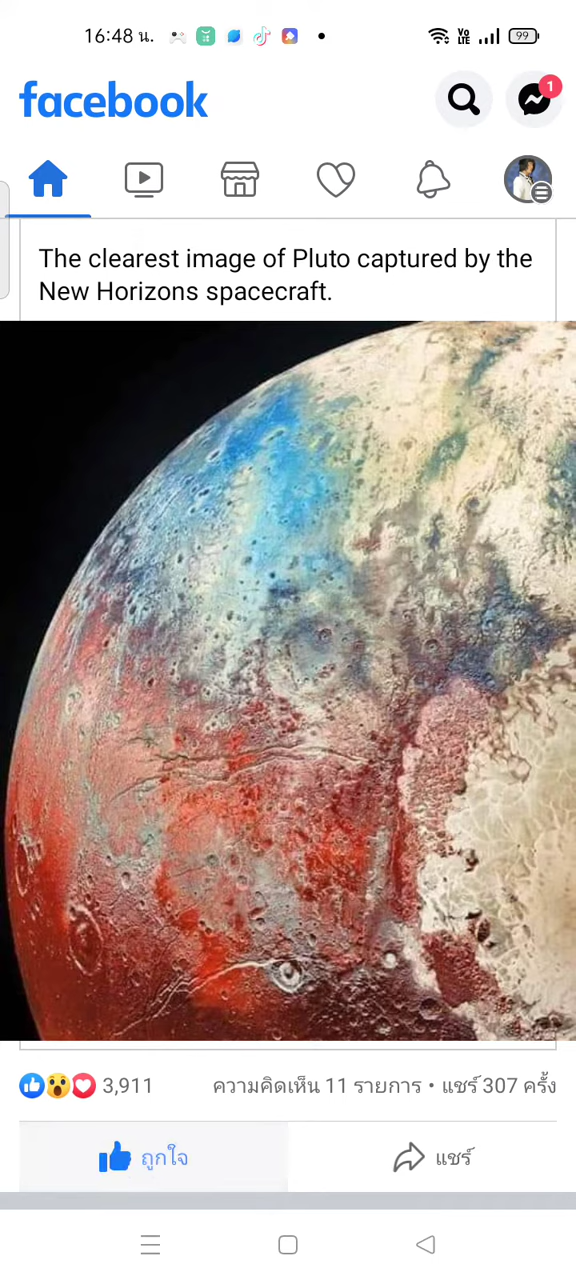 16:48 น.
VO LTE
99
facebook
1
The clearest image of Pluto captured by the
New Horizons spacecraft.
3,911
ความคิดเห็น 11 รายการ • แชร์ 307 ครั้ง
ถูกใจ
แชร์